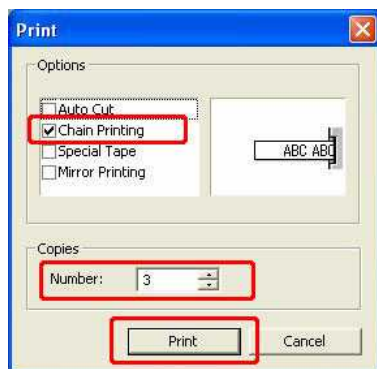 Print
Options
Auto Cut
Chain Printing
Special Tape
Mirror Printing
ABC ABC
Copies
Number: 3
Print Cancel